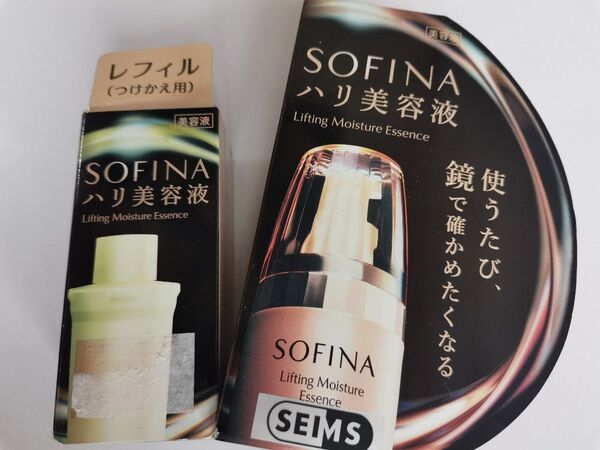 レフィル
(つけかえ用)
美容液
SOFINA
ハリ美容液
Lifting Moisture Essence
美容液
SOFINA
ハリ美容液
Lifting Moisture Essence
使うたび、
鏡で確かめたくなる
SOFINA
Lifting Moisture
Essence
SEIMS